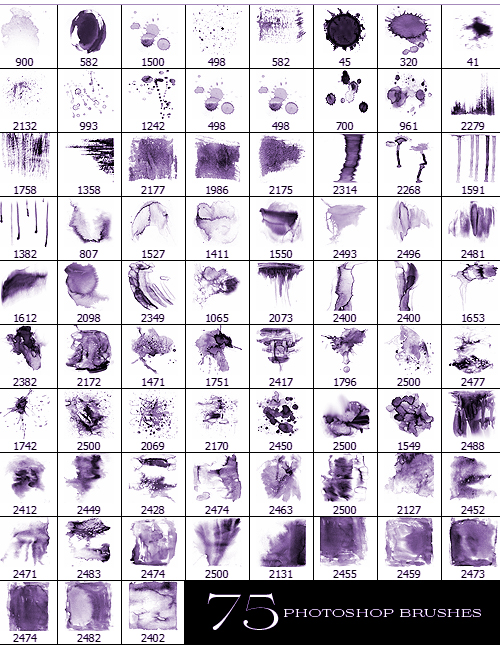 900 582 1500 498 582 45 320 41
2132 993 1242 498 498 700 961 2279
1758 1358 2177 1986 2175 2314 2268 1591
1382 807 1527 1411 1550 2493 2496 2481
1612 2098 2349 1065 2073 2400 2400 1653
2382 2172 1471 1751 2417 1796 2500 2477
1742 2500 2069 2170 2450 2500 1549 2488
2412 2449 2428 2474 2463 2500 2127 2452
2471 2483 2474 2500 2131 2455 2459 2473
2474 2482 2402
75 PHOTOSHOP BRUSHES